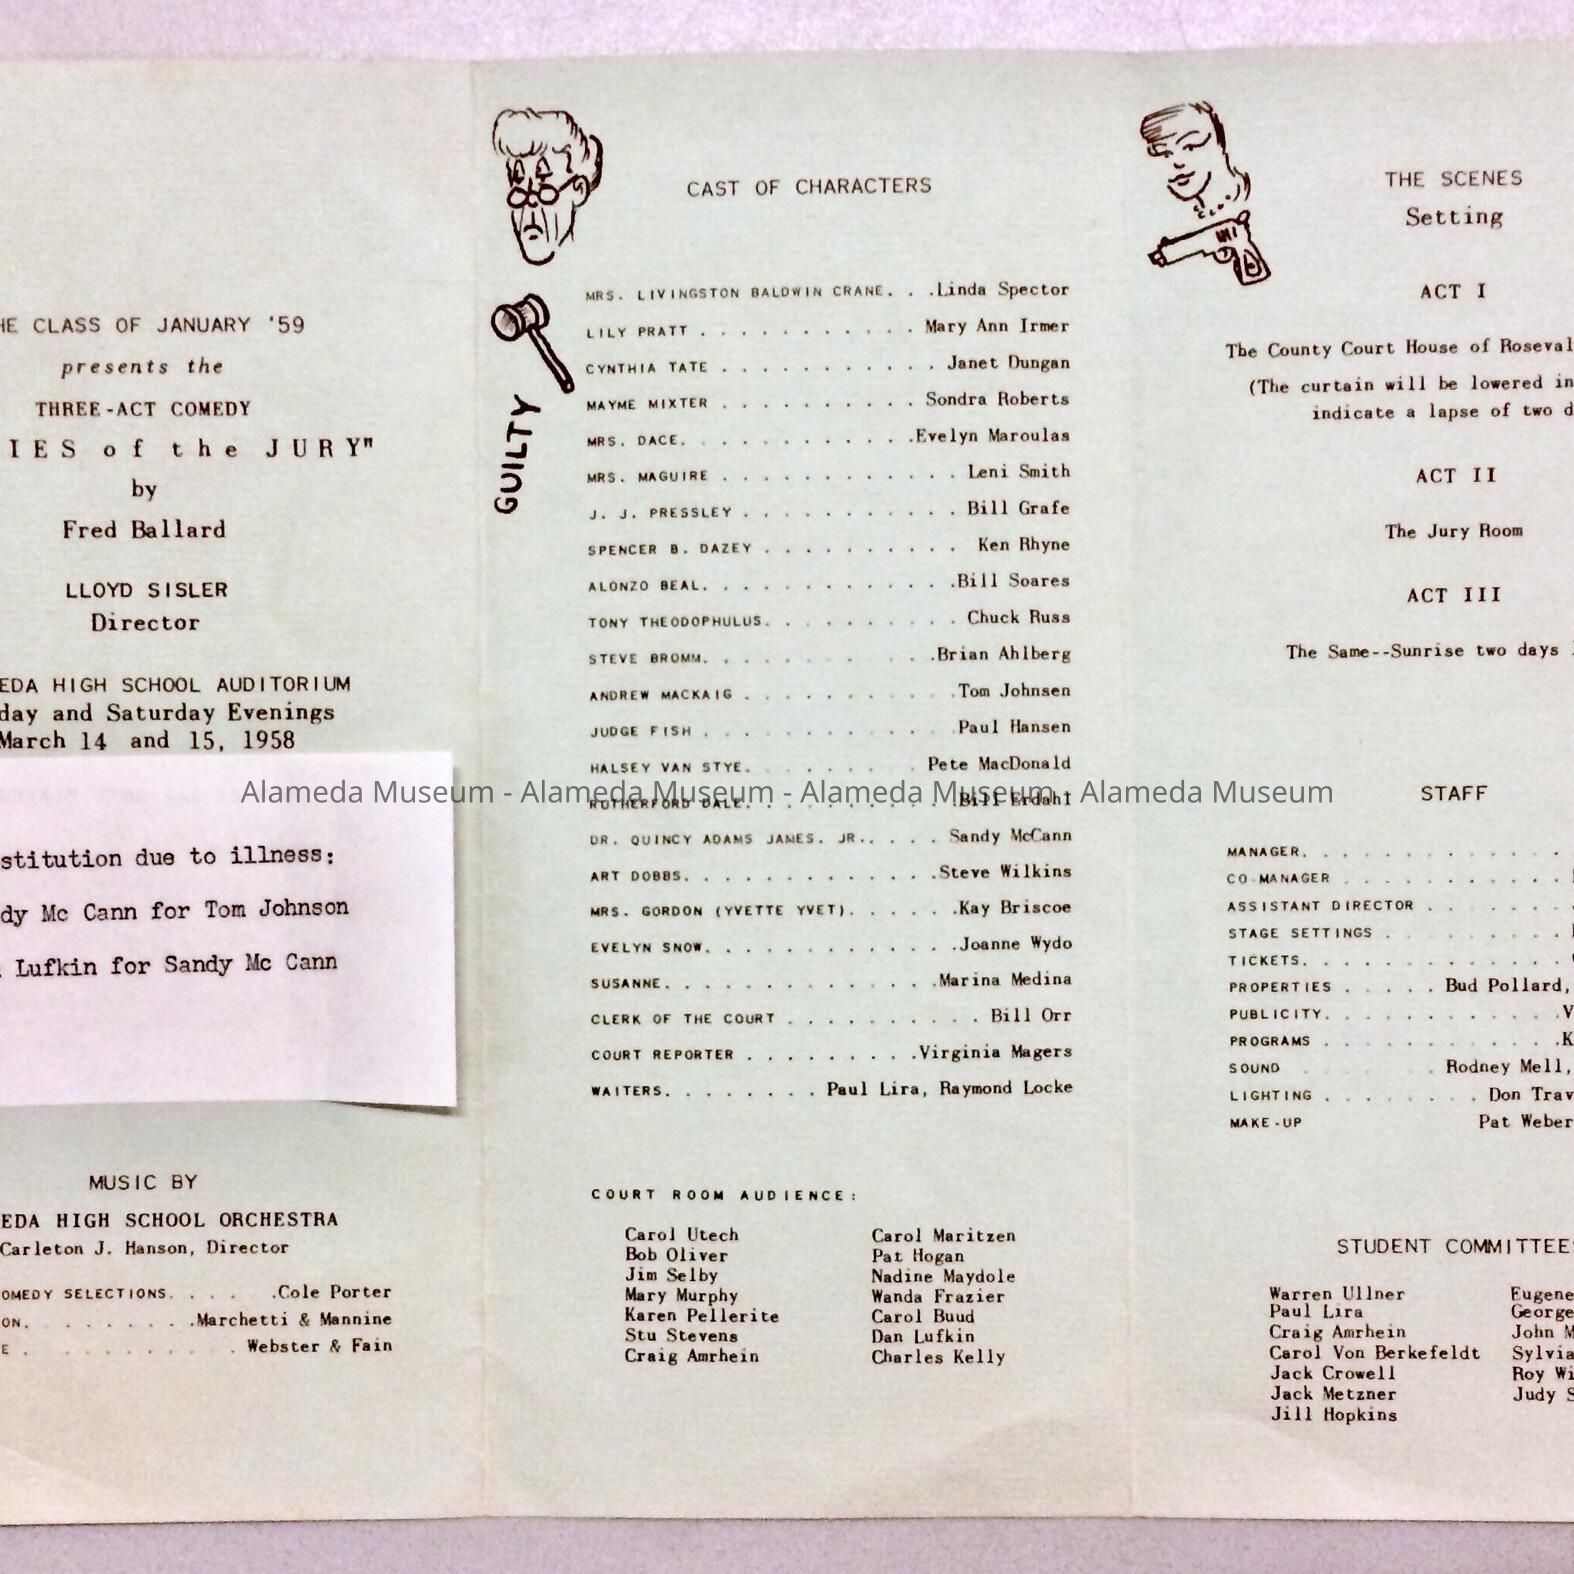 HE CLASS OF JANUARY '59
presents the
THREE-ACT COMEDY
IES of the JURY"
by
Fred Ballard
LLOYD SISLER
Director
EDA HIGH SCHOOL AUDITORIUM
day and Saturday Evenings
March 14 and 15, 1958
stitution due to illness:
dy Mc Cann for Tom Johnson
Lufkin for Sandy Mc Cann
MUSIC BY
EDA HIGH SCHOOL ORCHESTRA
Carleton J. Hanson, Director
OMEDY SELECTIONS. . . . .Cole Porter
ON. . . . . . . . .Marchetti & Mannine
E . . . . . . . . . Webster & Fain
CAST OF CHARACTERS
GUILTY
MRS. LIVINGSTON BALDWIN CRANE. . .Linda Spector
LILY PRATT . . . . . . . . . . . Mary Ann Irmer
CYNTHIA TATE . . . . . . . . . . . Janet Dungan
MAYME MIXTER . . . . . . . . . . Sondra Roberts
MRS. DACE. . . . . . . . . . . .Evelyn Maroulas
MRS. MAGUIRE . . . . . . . . . . . . Leni Smith
J. J. PRESSLEY . . . . . . . . . . . Bill Grafe
SPENCER B. DAZEY . . . . . . . . . . Ken Rhyne
ALONZO BEAL. . . . . . . . . . . . .Bill Soares
TONY THEODOPHULUS. . . . . . . . . . Chuck Russ
STEVE BROMM. . . . . . . . . . .Brian Ahlberg
ANDREW MACKAIG . . . . . . . . . . .Tom Johnsen
JUDGE FISH . . . . . . . . . . . . .Paul Hansen
HALSEY VAN STYE. . . . . . . . Pete MacDonald
RUTHERFORD DALE. . . . . . . . . . .Bill Erdahl
DR. QUINCY ADAMS JAMES. JR.. . . . Sandy McCann
ART DOBBS. . . . . . . . . . . . .Steve Wilkins
MRS. GORDON (YVETTE YVET). . . . . .Kay Briscoe
EVELYN SNOW. . . . . . . . . . . . .Joanne Wydo
SUSANNE. . . . . . . . . . . . . .Marina Medina
CLERK OF THE COURT . . . . . . . . . . Bill Orr
COURT REPORTER . . . . . . . . .Virginia Magers
WAITERS. . . . . . . . Paul Lira, Raymond Locke
COURT ROOM AUDIENCE:
Carol Utech
Bob Oliver
Jim Selby
Mary Murphy
Karen Pellerite
Stu Stevens
Craig Amrhein
Carol Maritzen
Pat Hogan
Nadine Maydole
Wanda Frazier
Carol Buud
Dan Lufkin
Charles Kelly
THE SCENES
Setting
ACT I
The County Court House of Roseval
(The curtain will be lowered in
indicate a lapse of two d
ACT II
The Jury Room
ACT III
The Same--Sunrise two days
STAFF
MANAGER. . . . . . . . . . . . .
CO-MANAGER . . . . . . . . . . .
ASSISTANT DIRECTOR . . . . . . .
STAGE SETTINGS . . . . . . . . .
TICKETS. . . . . . . . . . . . .
PROPERTIES . . . . . Bud Pollard,
PUBLICITY. . . . . . . . . . . .V
PROGRAMS . . . . . . . . . . . .K
SOUND . . . . . . Rodney Mell,
LIGHTING . . . . . . . . Don Trav
MAKE-UP Pat Weber
STUDENT COMMITTEES
Warren Ullner
Paul Lira
Craig Amrhein
Carol Von Berkefeldt
Jack Crowell
Jack Metzner
Jill Hopkins
Eugene
George
John M
Sylvia
Roy Wi
Judy S
Alameda Museum - Alameda Museum - Alameda Museum - Alameda Museum